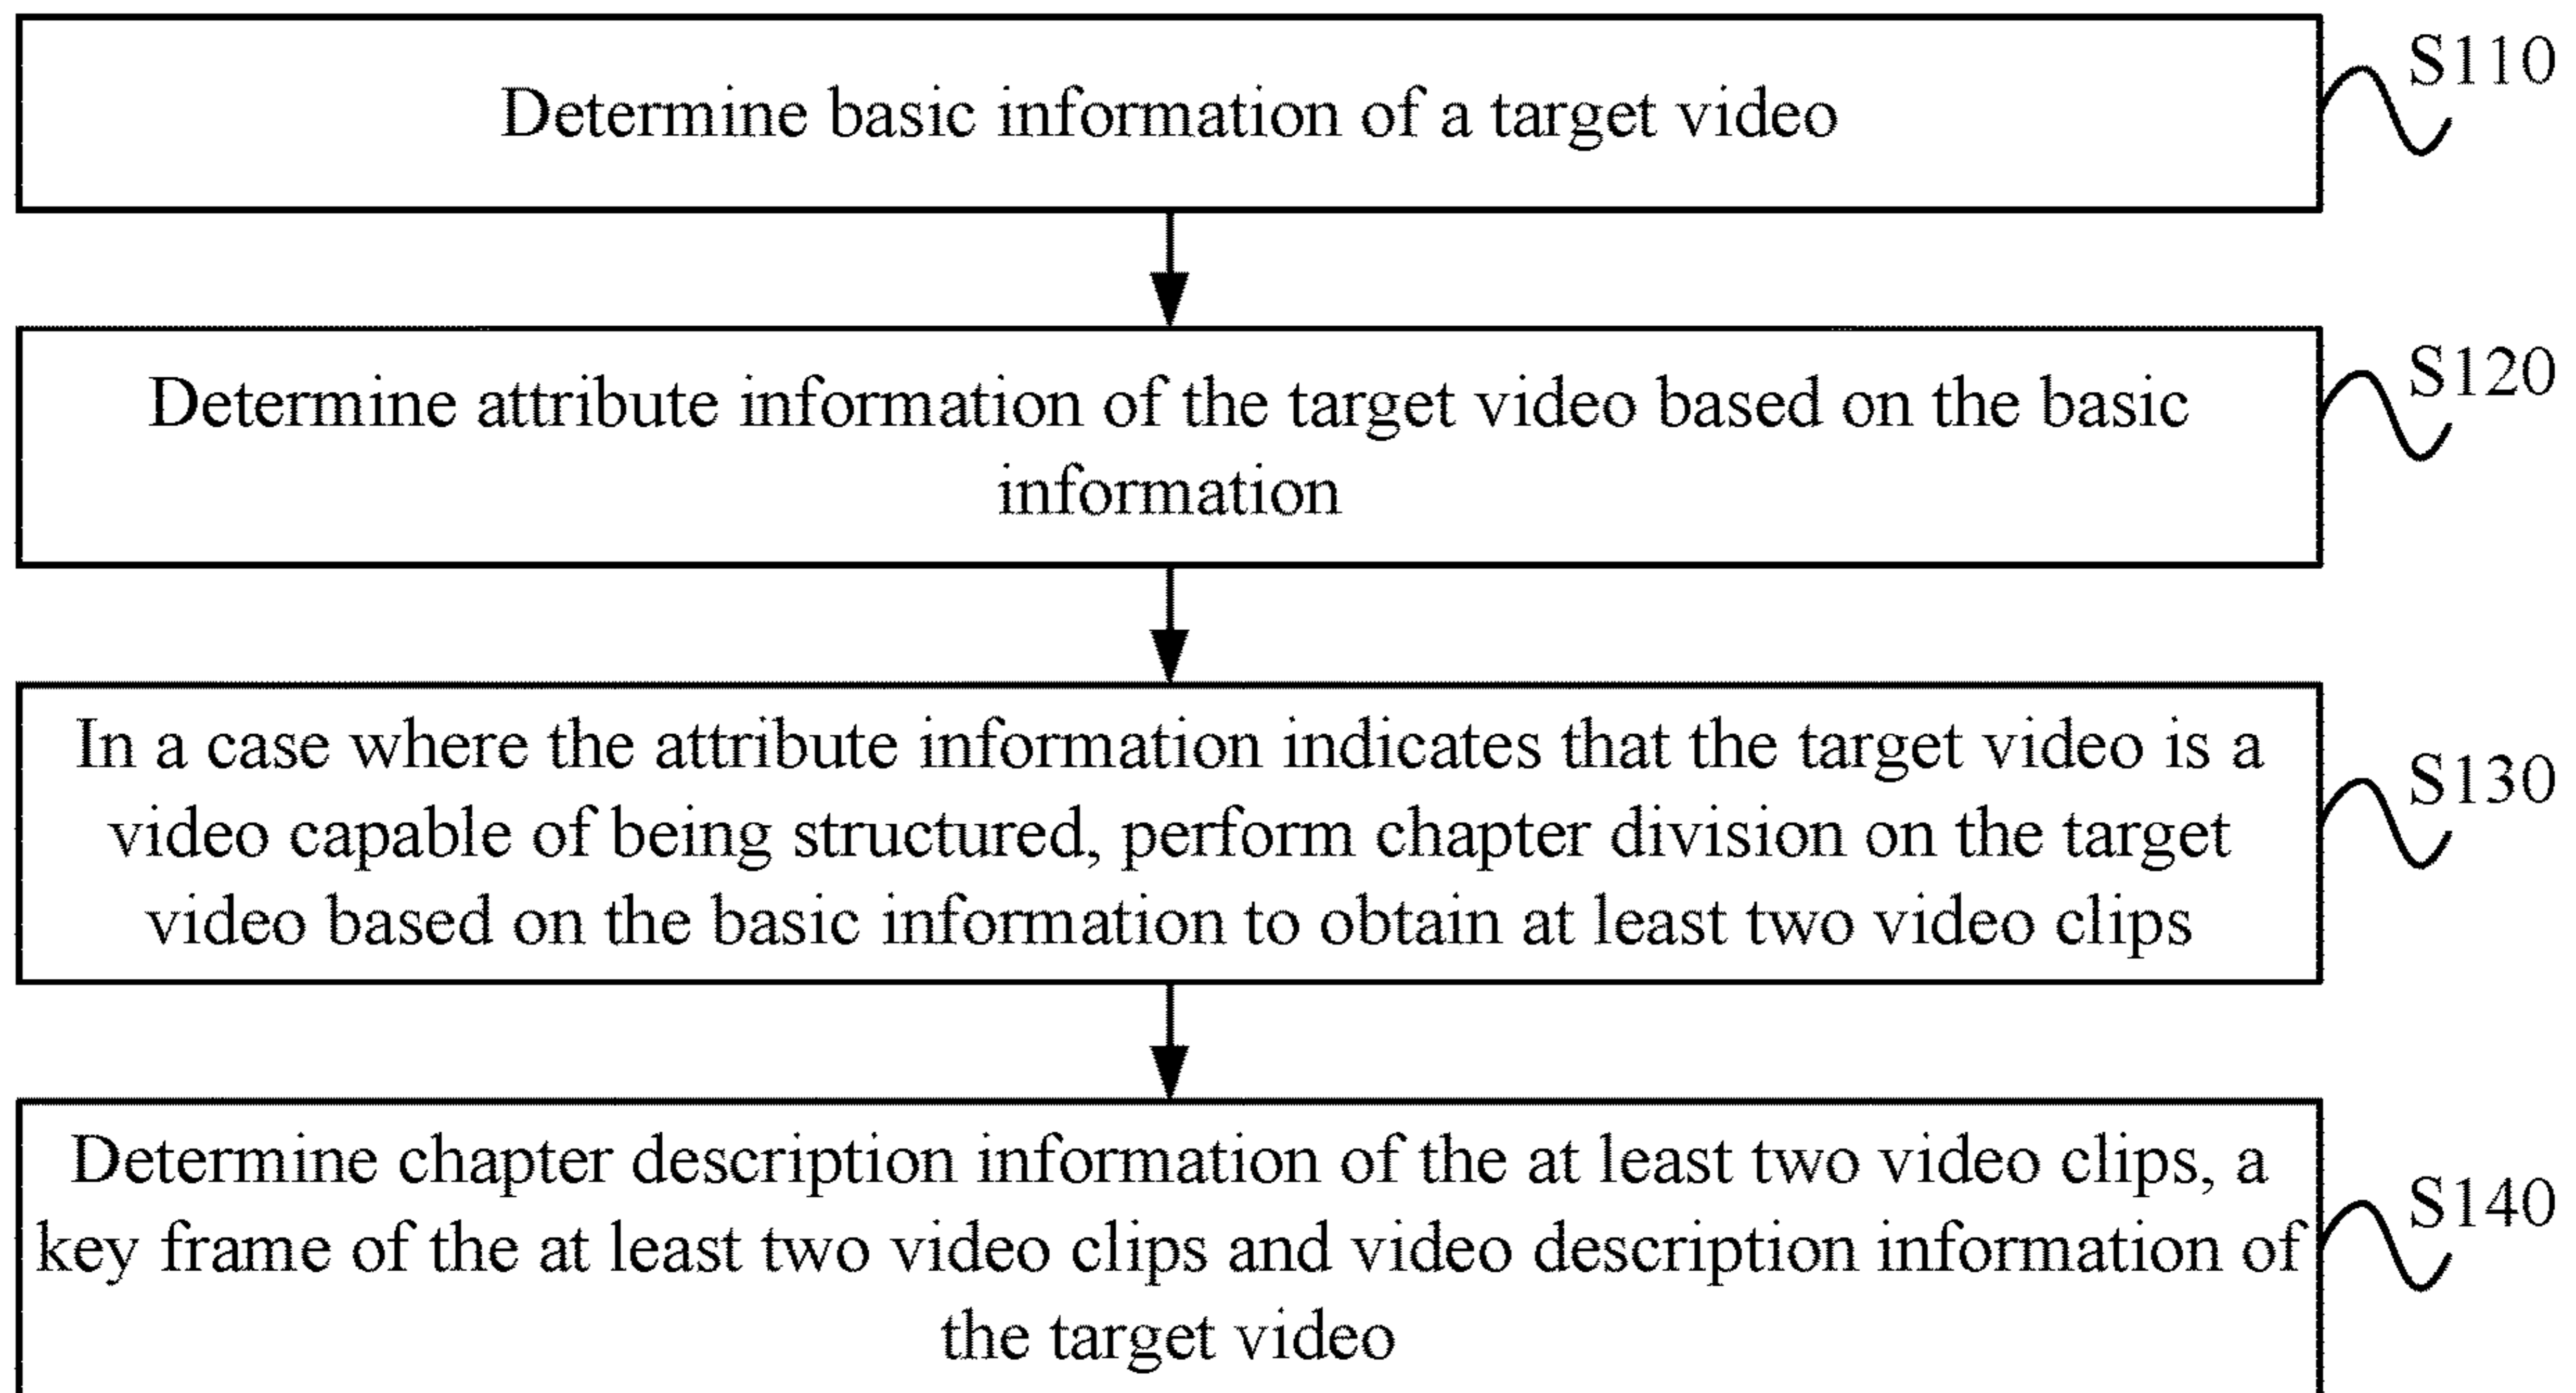 Determine basic information of a target video
S110
Determine attribute information of the target video based on the basic
information
S120
In a case where the attribute information indicates that the target video is a
video capable of being structured, perform chapter division on the target
video based on the basic information to obtain at least two video clips
S130
Determine chapter description information of the at least two video clips, a
key frame of the at least two video clips and video description information of
the target video
S140